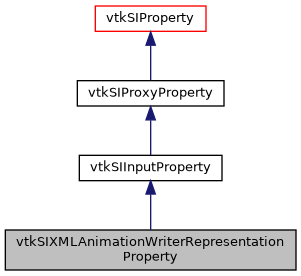 vtkSIProperty
vtkSIProxyProperty
vtkSIInputProperty
vtkSIXMLAnimationWriterRepresentation
Property